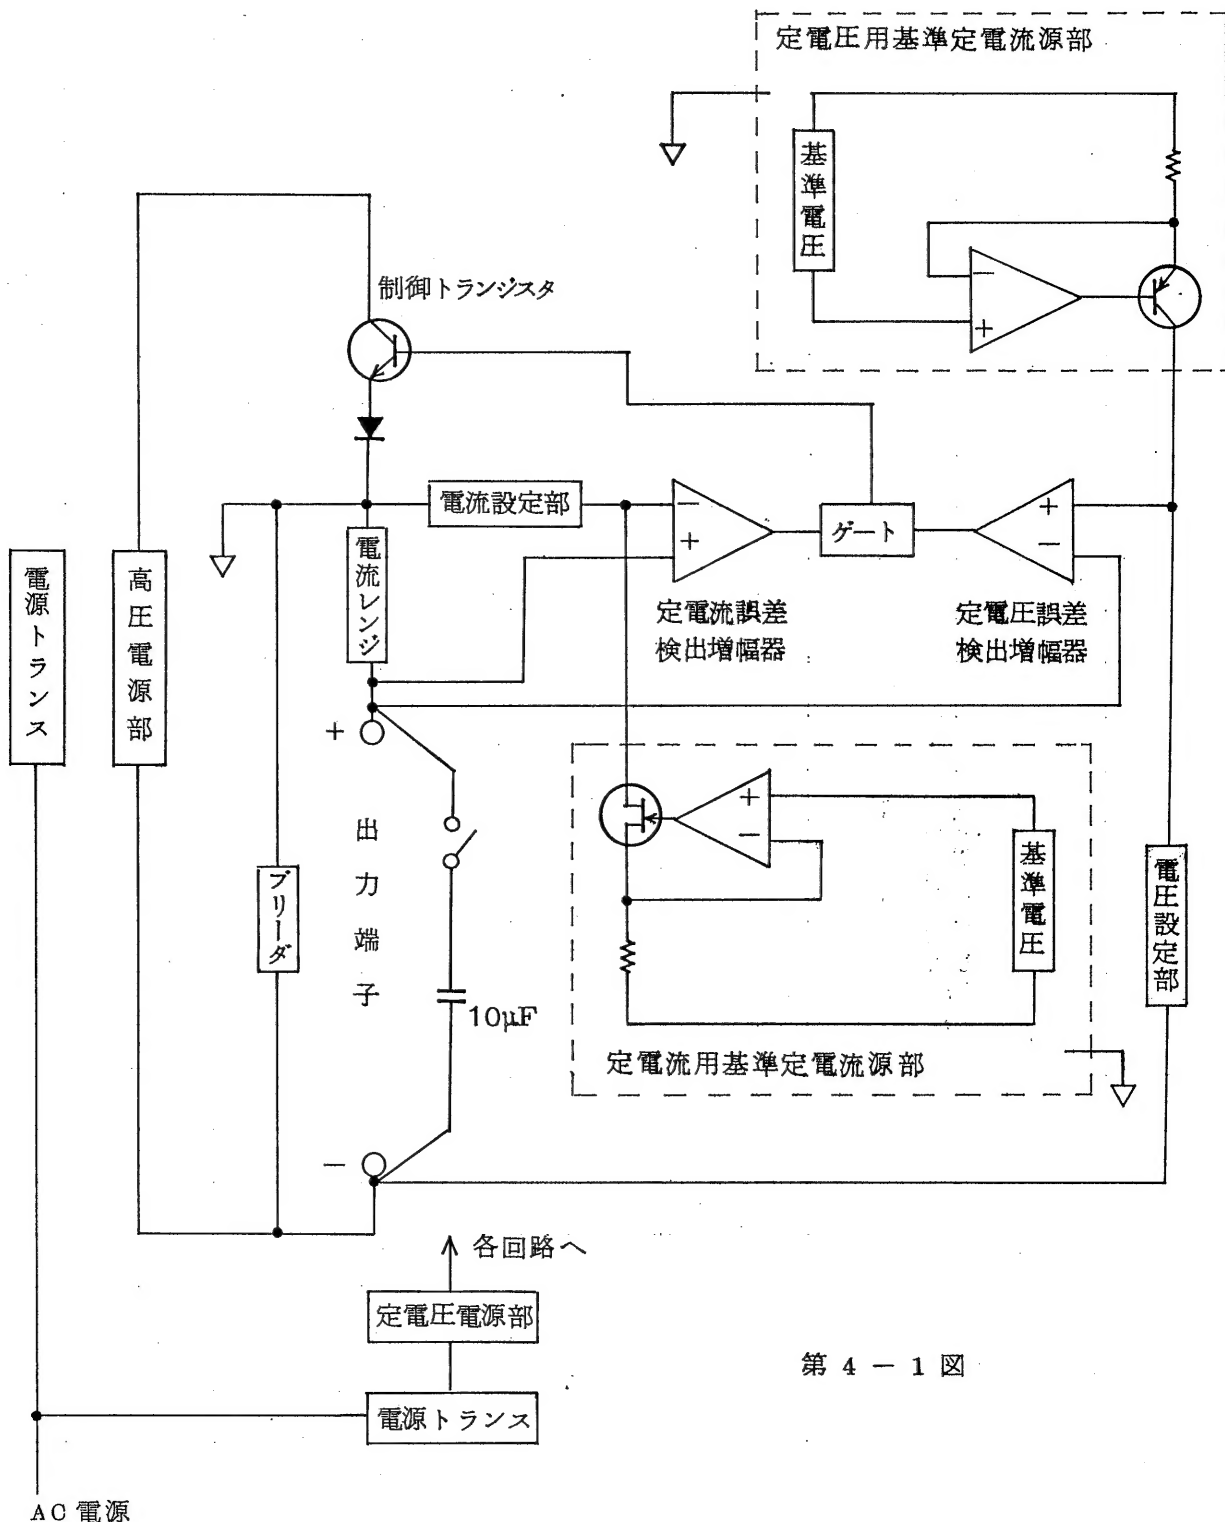 定電圧用基準定電流源部
基準電圧
−
+
制御トランジスタ
電流設定部
−
+
ゲート
+
−
電流レンジ
定電流誤差
検出増幅器
定電圧誤差
検出増幅器
電源トランス
高圧電源部
+
出力端子
ブリーダ
+
−
基準電圧
電圧設定部
10μF
定電流用基準定電流源部
−
各回路へ
定電圧電源部
電源トランス
第 4 − 1 図
AC 電源